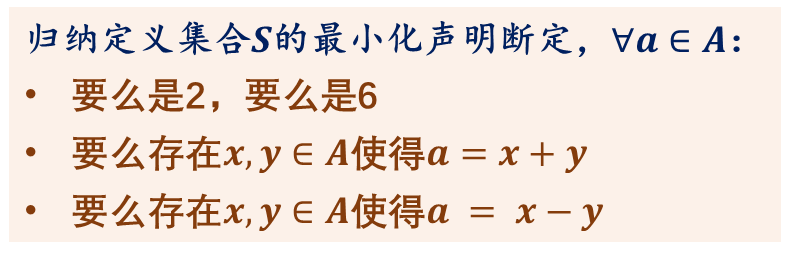 归纳定义集合S的最小化声明断定，∀a ∈ A:
• 要么是2，要么是6
• 要么存在x, y ∈ A使得a = x + y
• 要么存在x, y ∈ A使得a = x − y